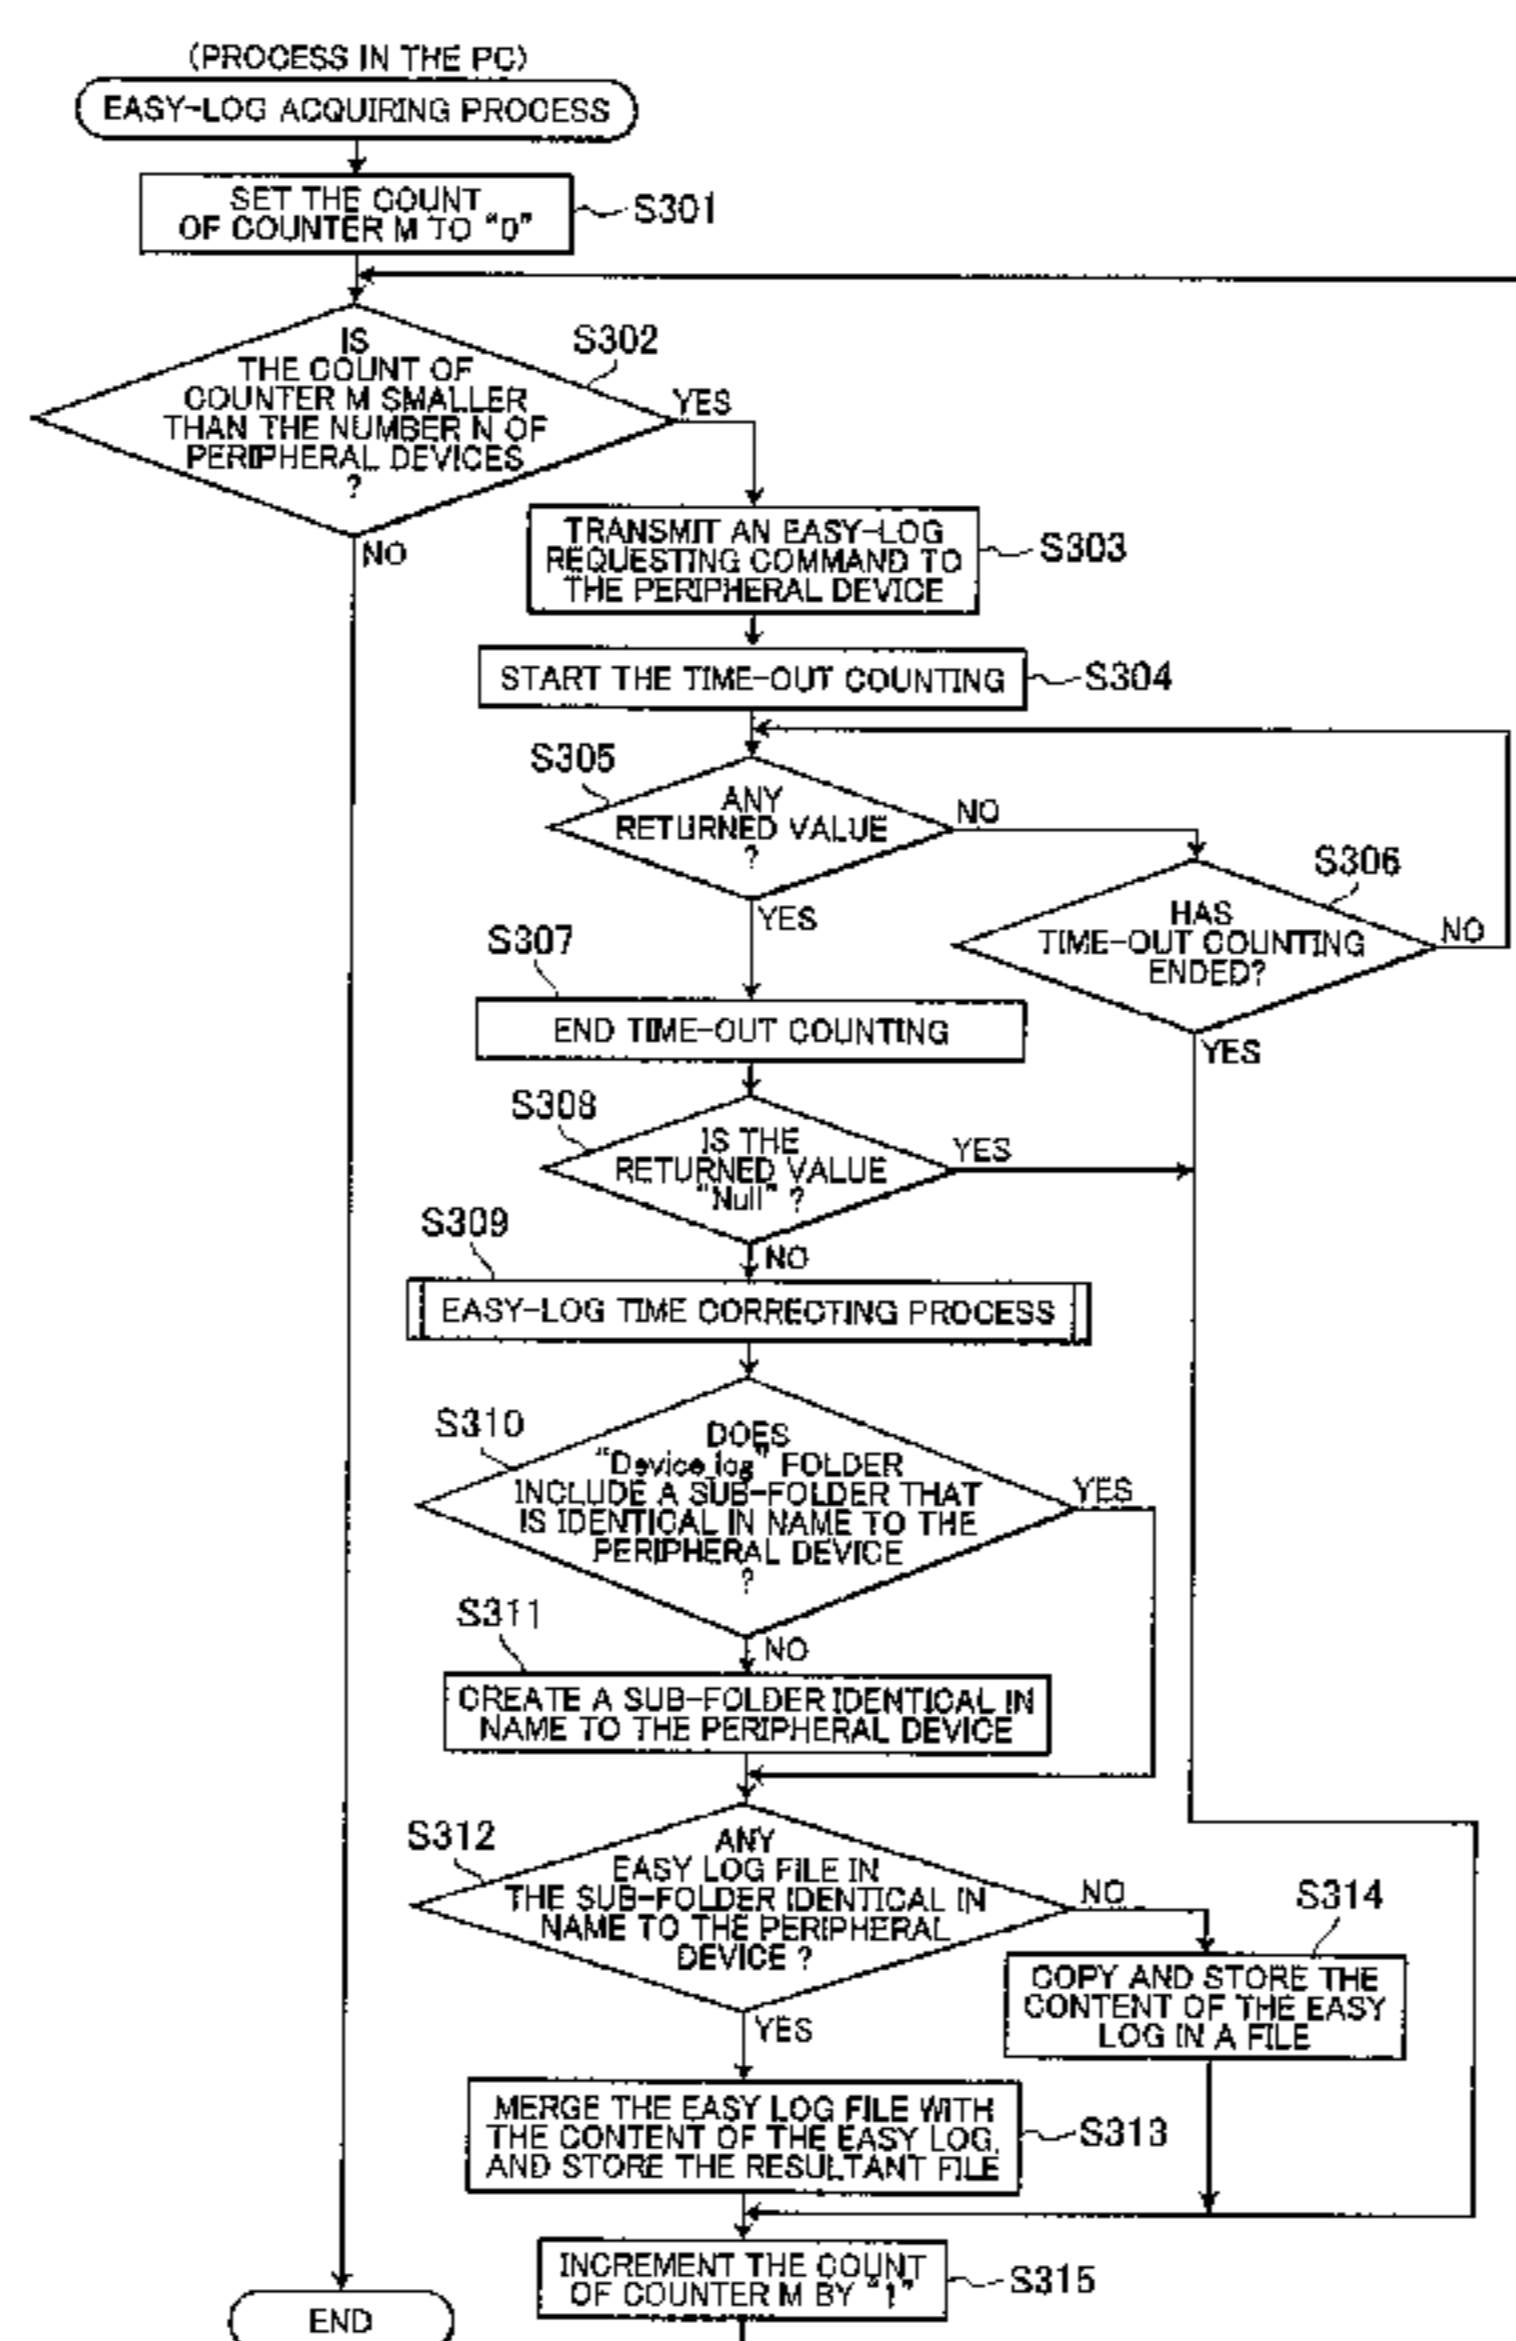 (PROCESS IN THE PC)
EASY-LOG ACQUIRING PROCESS
SET THE COUNT
OF COUNTER M TO "0"
S301
IS
THE COUNT OF
COUNTER M SMALLER
THAN THE NUMBER N OF
PERIPHERAL DEVICES
?
S302
YES
NO
TRANSMIT AN EASY-LOG
REQUESTING COMMAND TO
THE PERIPHERAL DEVICE
S303
START THE TIME-OUT COUNTING
S304
S305
ANY
RETURNED VALUE
?
NO
YES
S306
HAS
TIME-OUT COUNTING
ENDED?
NO
YES
S307
END TIME-OUT COUNTING
S308
IS THE
RETURNED VALUE
"Null" ?
YES
NO
S309
EASY-LOG TIME CORRECTING PROCESS
S310
DOES
"Device_log" FOLDER
INCLUDE A SUB-FOLDER THAT
IS IDENTICAL IN NAME TO THE
PERIPHERAL DEVICE
?
YES
NO
S311
CREATE A SUB-FOLDER IDENTICAL IN
NAME TO THE PERIPHERAL DEVICE
S312
ANY
EASY LOG FILE IN
THE SUB-FOLDER IDENTICAL IN
NAME TO THE PERIPHERAL
DEVICE ?
NO
YES
S314
COPY AND STORE THE
CONTENT OF THE EASY
LOG IN A FILE
MERGE THE EASY LOG FILE WITH
THE CONTENT OF THE EASY LOG,
AND STORE THE RESULTANT FILE
S313
INCREMENT THE COUNT
OF COUNTER M BY "1"
S315
END